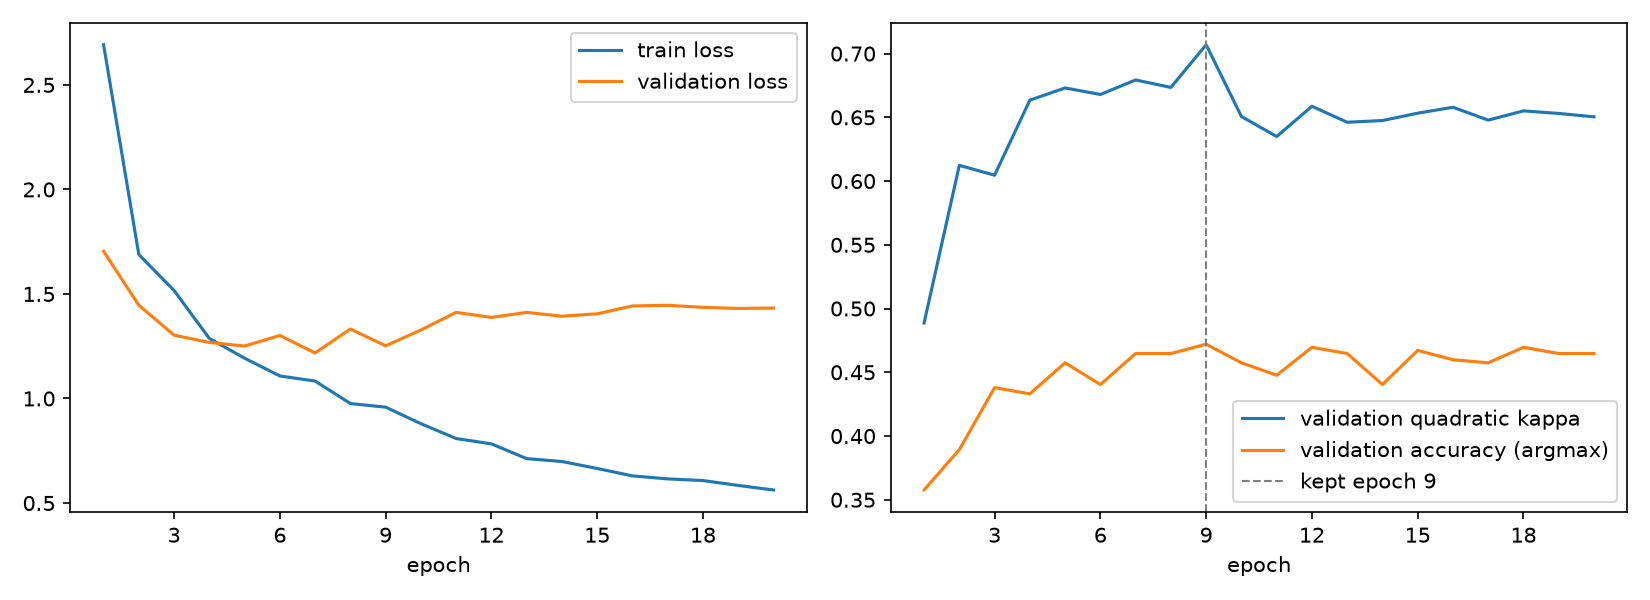 train loss
validation loss
2.5
2.0
1.5
1.0
0.5
3 6 9 12 15 18
epoch
0.70
0.65
0.60
0.55
0.50
0.45
0.40
0.35
validation quadratic kappa
validation accuracy (argmax)
kept epoch 9
3 6 9 12 15 18
epoch